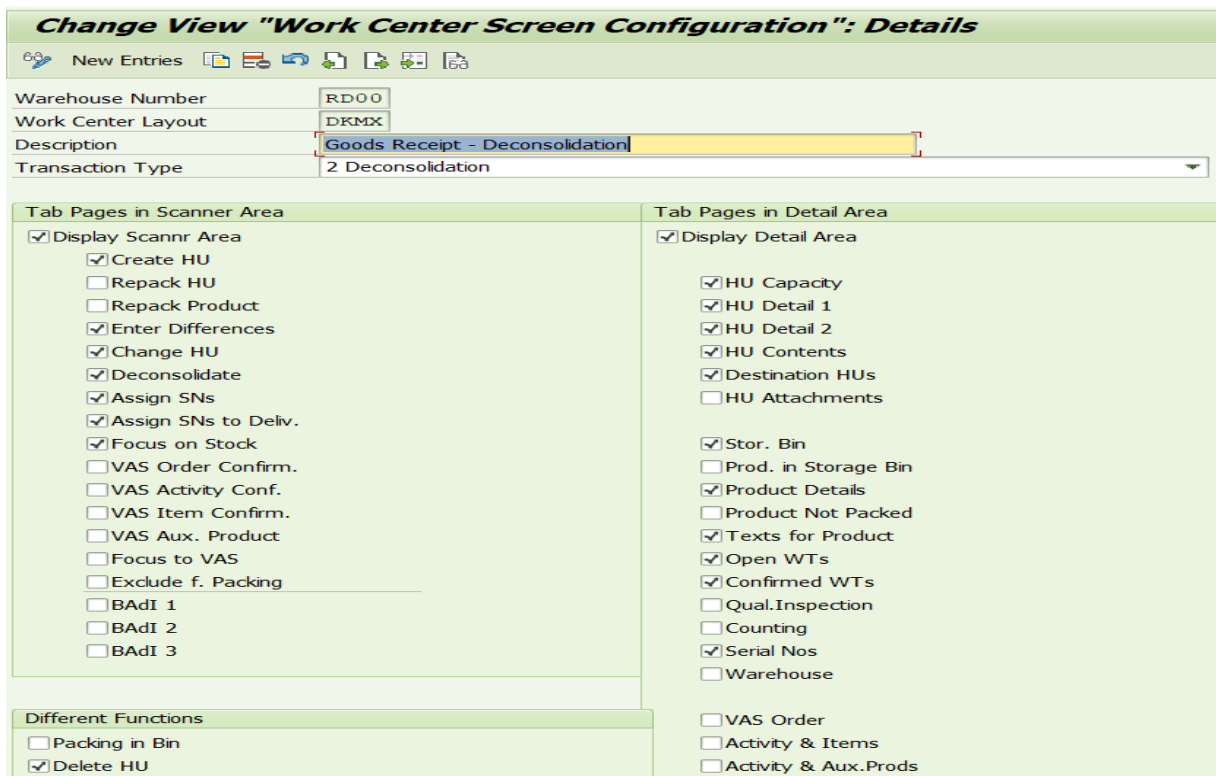 Change View "Work Center Screen Configuration": Details
New Entries
Warehouse Number RD00
Work Center Layout DKMX
Description Goods Receipt - Deconsolidation
Transaction Type 2 Deconsolidation
Tab Pages in Scanner Area
Display Scannr Area
Create HU
Repack HU
Repack Product
Enter Differences
Change HU
Deconsolidate
Assign SNs
Assign SNs to Deliv.
Focus on Stock
VAS Order Confirm.
VAS Activity Conf.
VAS Item Confirm.
VAS Aux. Product
Focus to VAS
Exclude f. Packing
BAdI 1
BAdI 2
BAdI 3
Different Functions
Packing in Bin
Delete HU
Tab Pages in Detail Area
Display Detail Area
HU Capacity
HU Detail 1
HU Detail 2
HU Contents
Destination HUs
HU Attachments
Stor. Bin
Prod. in Storage Bin
Product Details
Product Not Packed
Texts for Product
Open WTs
Confirmed WTs
Qual.Inspection
Counting
Serial Nos
Warehouse
VAS Order
Activity & Items
Activity & Aux.Prods